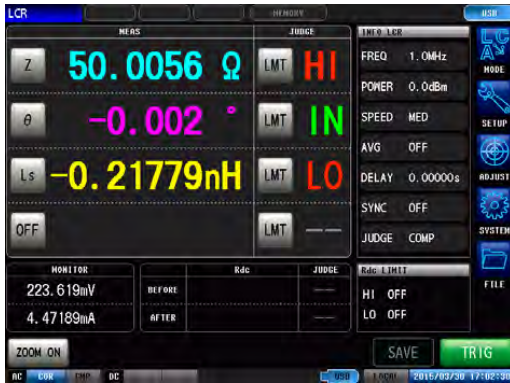 LCR MEMORY USB
MEAS JUDGE INFO LCR
Z 50.0056 Ω LMT HI FREQ 1.0MHz MODE
POWER 0.0dBm
θ -0.002 ° LMT IN SPEED MED SETUP
AVG OFF
Ls -0.21779nH LMT LO DELAY 0.00000s ADJUST
SYNC OFF
OFF LMT ---- JUDGE COMP SYSTEM
MONITOR Rdc JUDGE Rdc LIMIT
223.619mV BEFORE ---- HI OFF FILE
4.47189mA AFTER ---- LO OFF
ZOOM ON SAVE TRIG
AC COR CMP DC USB LOCAL 2015/03/30 17:02:38